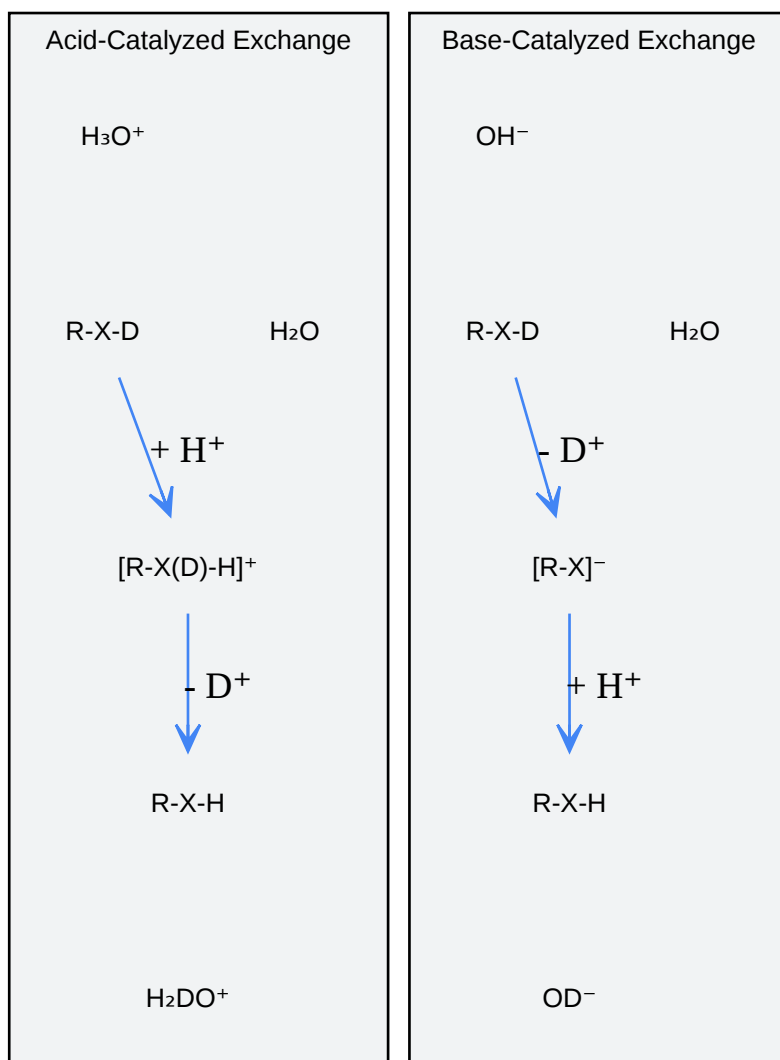 Acid-Catalyzed Exchange
H₃O⁺
R-X-D
H₂O
+ H⁺
[R-X(D)-H]⁺
- D⁺
R-X-H
H₂DO⁺
Base-Catalyzed Exchange
OH⁻
R-X-D
H₂O
- D⁺
[R-X]⁻
+ H⁺
R-X-H
OD⁻